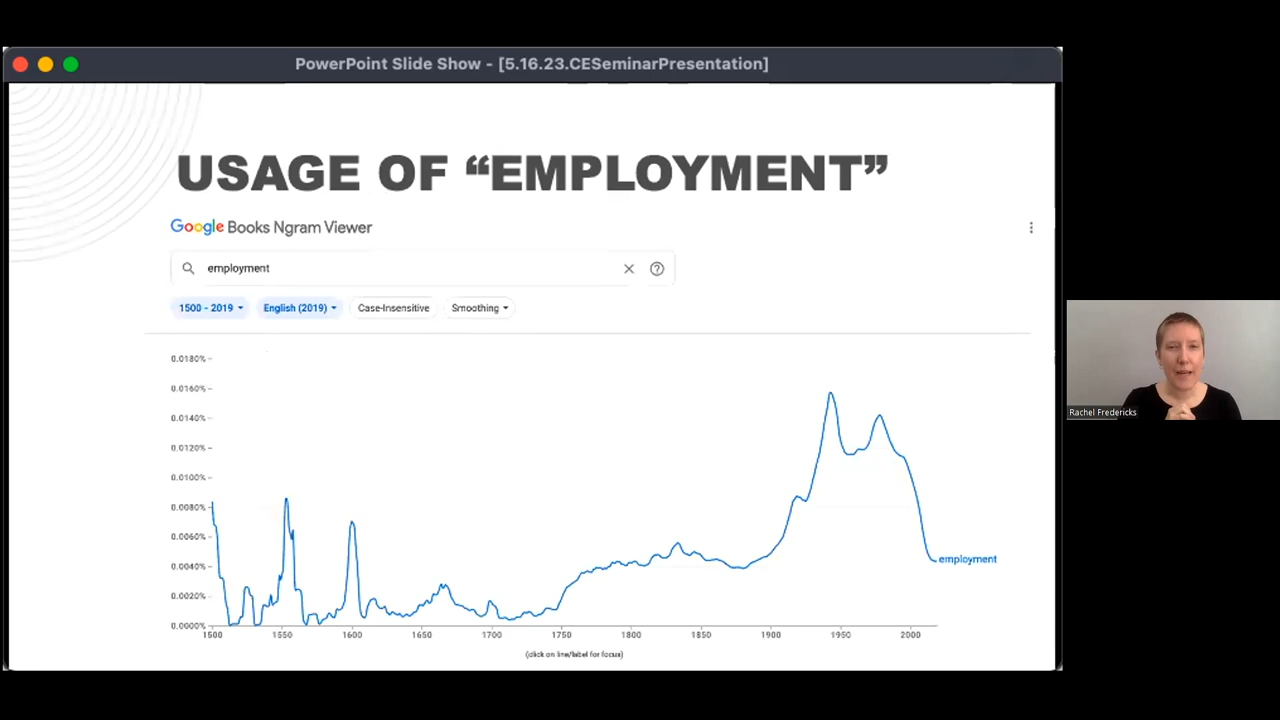 PowerPoint Slide Show - [5.16.23.CESeminarPresentation]
USAGE OF “EMPLOYMENT”
Google Books Ngram Viewer
employment
1500 - 2019
English (2019)
Case-Insensitive
Smoothing
0.0180%
0.0160%
0.0140%
0.0120%
0.0100%
0.0080%
0.0060%
0.0040%
0.0020%
0.0000%
employment
1500 1550 1600 1650 1700 1750 1800 1850 1900 1950 2000
(click on line/label for focus)
Rachel Fredericks